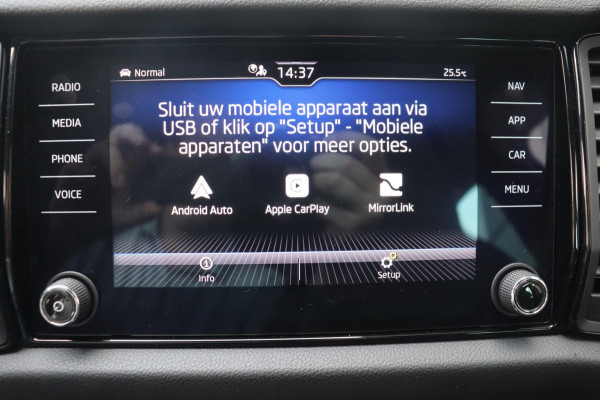 Normal 14:37 25.5°C
RADIO
MEDIA
PHONE
VOICE
Sluit uw mobiele apparaat aan via
USB of klik op "Setup" - "Mobiele
apparaten" voor meer opties.
Android Auto Apple CarPlay MirrorLink
Info Setup
NAV
APP
CAR
MENU